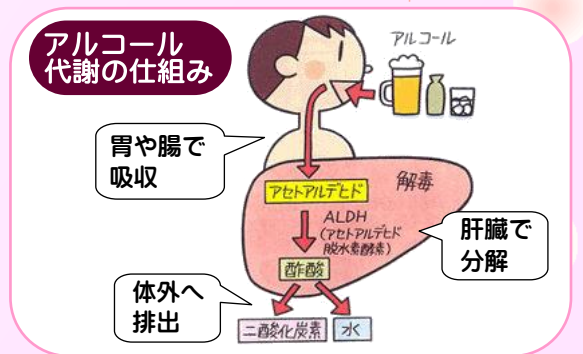 アルコール
代謝の仕組み
アルコール
胃や腸で
吸収
アセトアルデヒド
解毒
ALDH
(アセトアルデヒド
脱水素酵素)
肝臓で
分解
酢酸
体外へ
排出
二酸化炭素
水